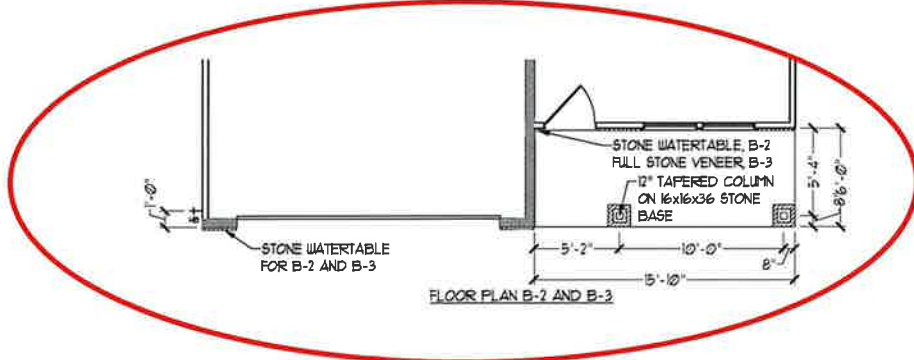 STONE WATERTABLE, B-2
FULL STONE VENEER, B-3
12" TAPERED COLUMN
ON 16x16x36 STONE
BASE
5'-4"
8"
6'-0"
1'-0"
8"
STONE WATERTABLE
FOR B-2 AND B-3
5'-2"
10'-0"
8"
15'-10"
FLOOR PLAN B-2 AND B-3